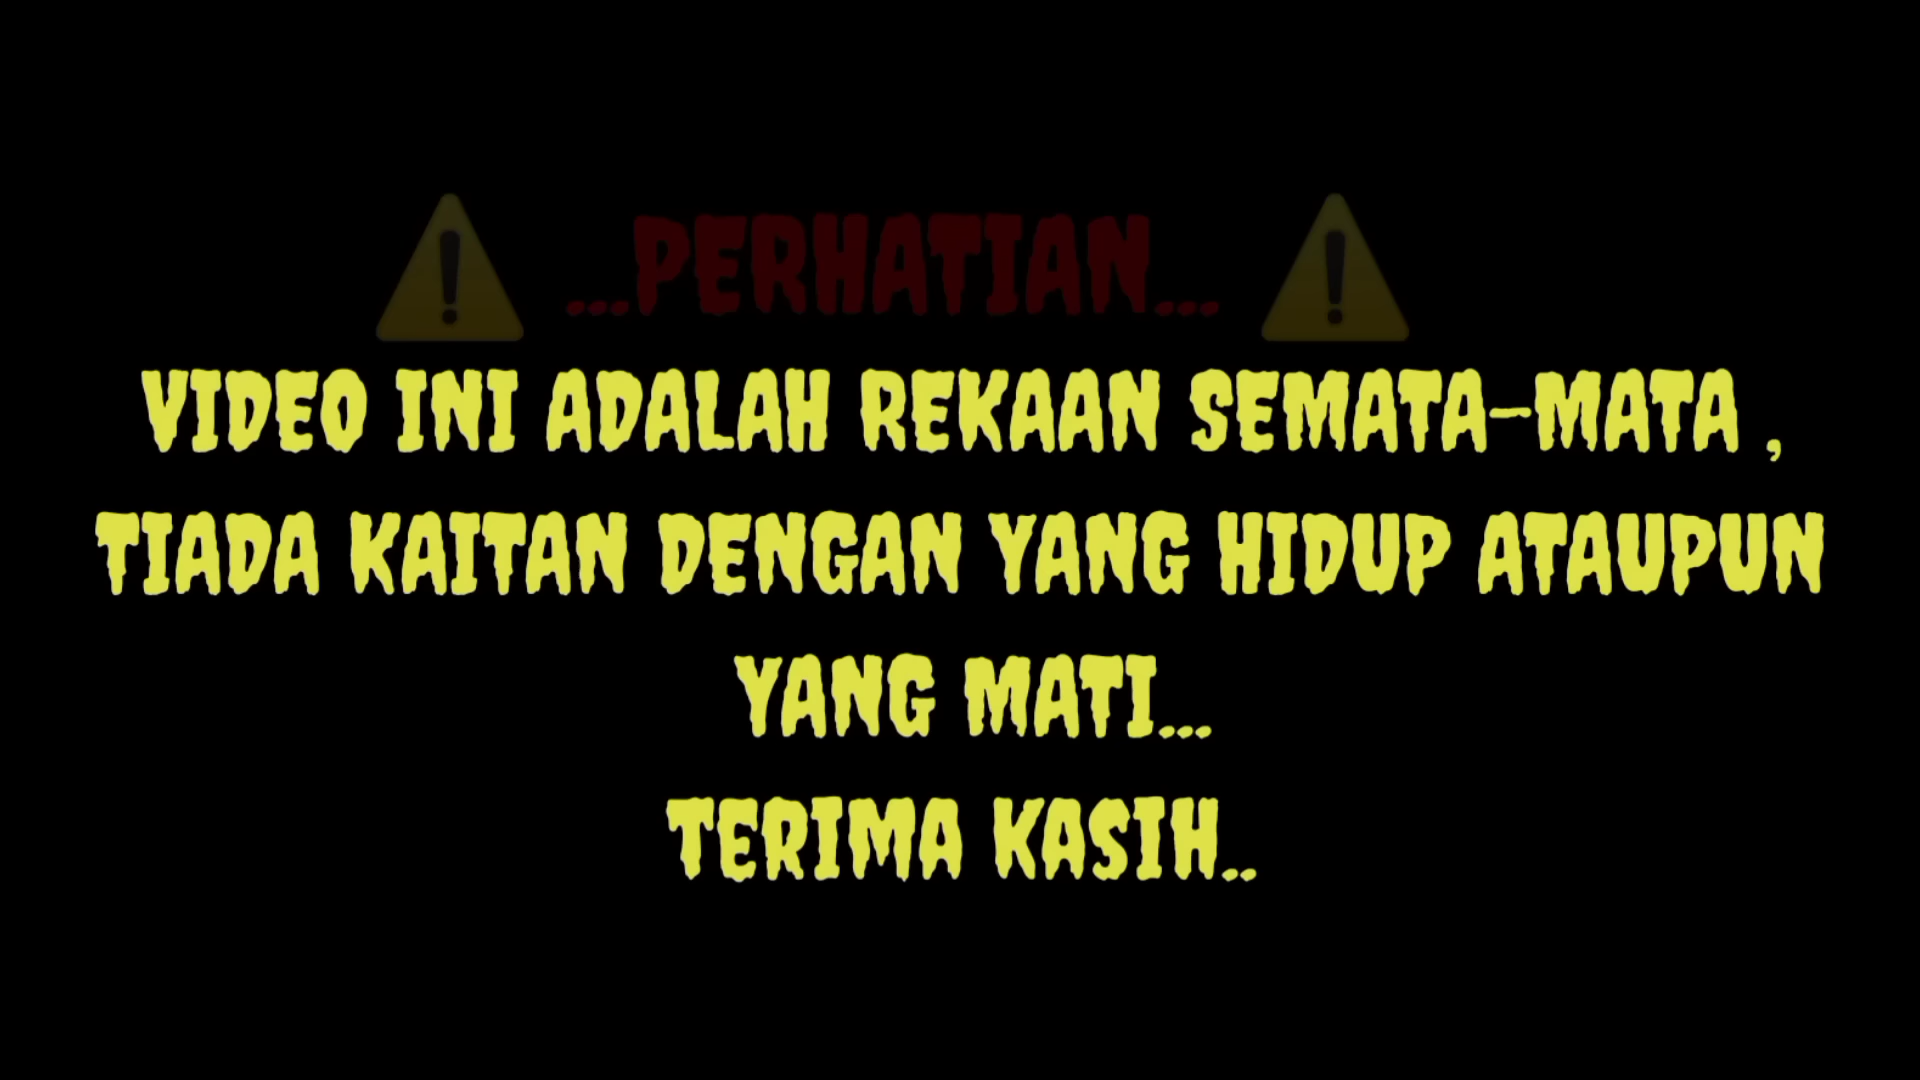 ⚠️ ...PERHATIAN... ⚠️
VIDEO INI ADALAH REKAAN SEMATA-MATA ,
TIADA KAITAN DENGAN YANG HIDUP ATAUPUN
YANG MATI...
TERIMA KASIH..